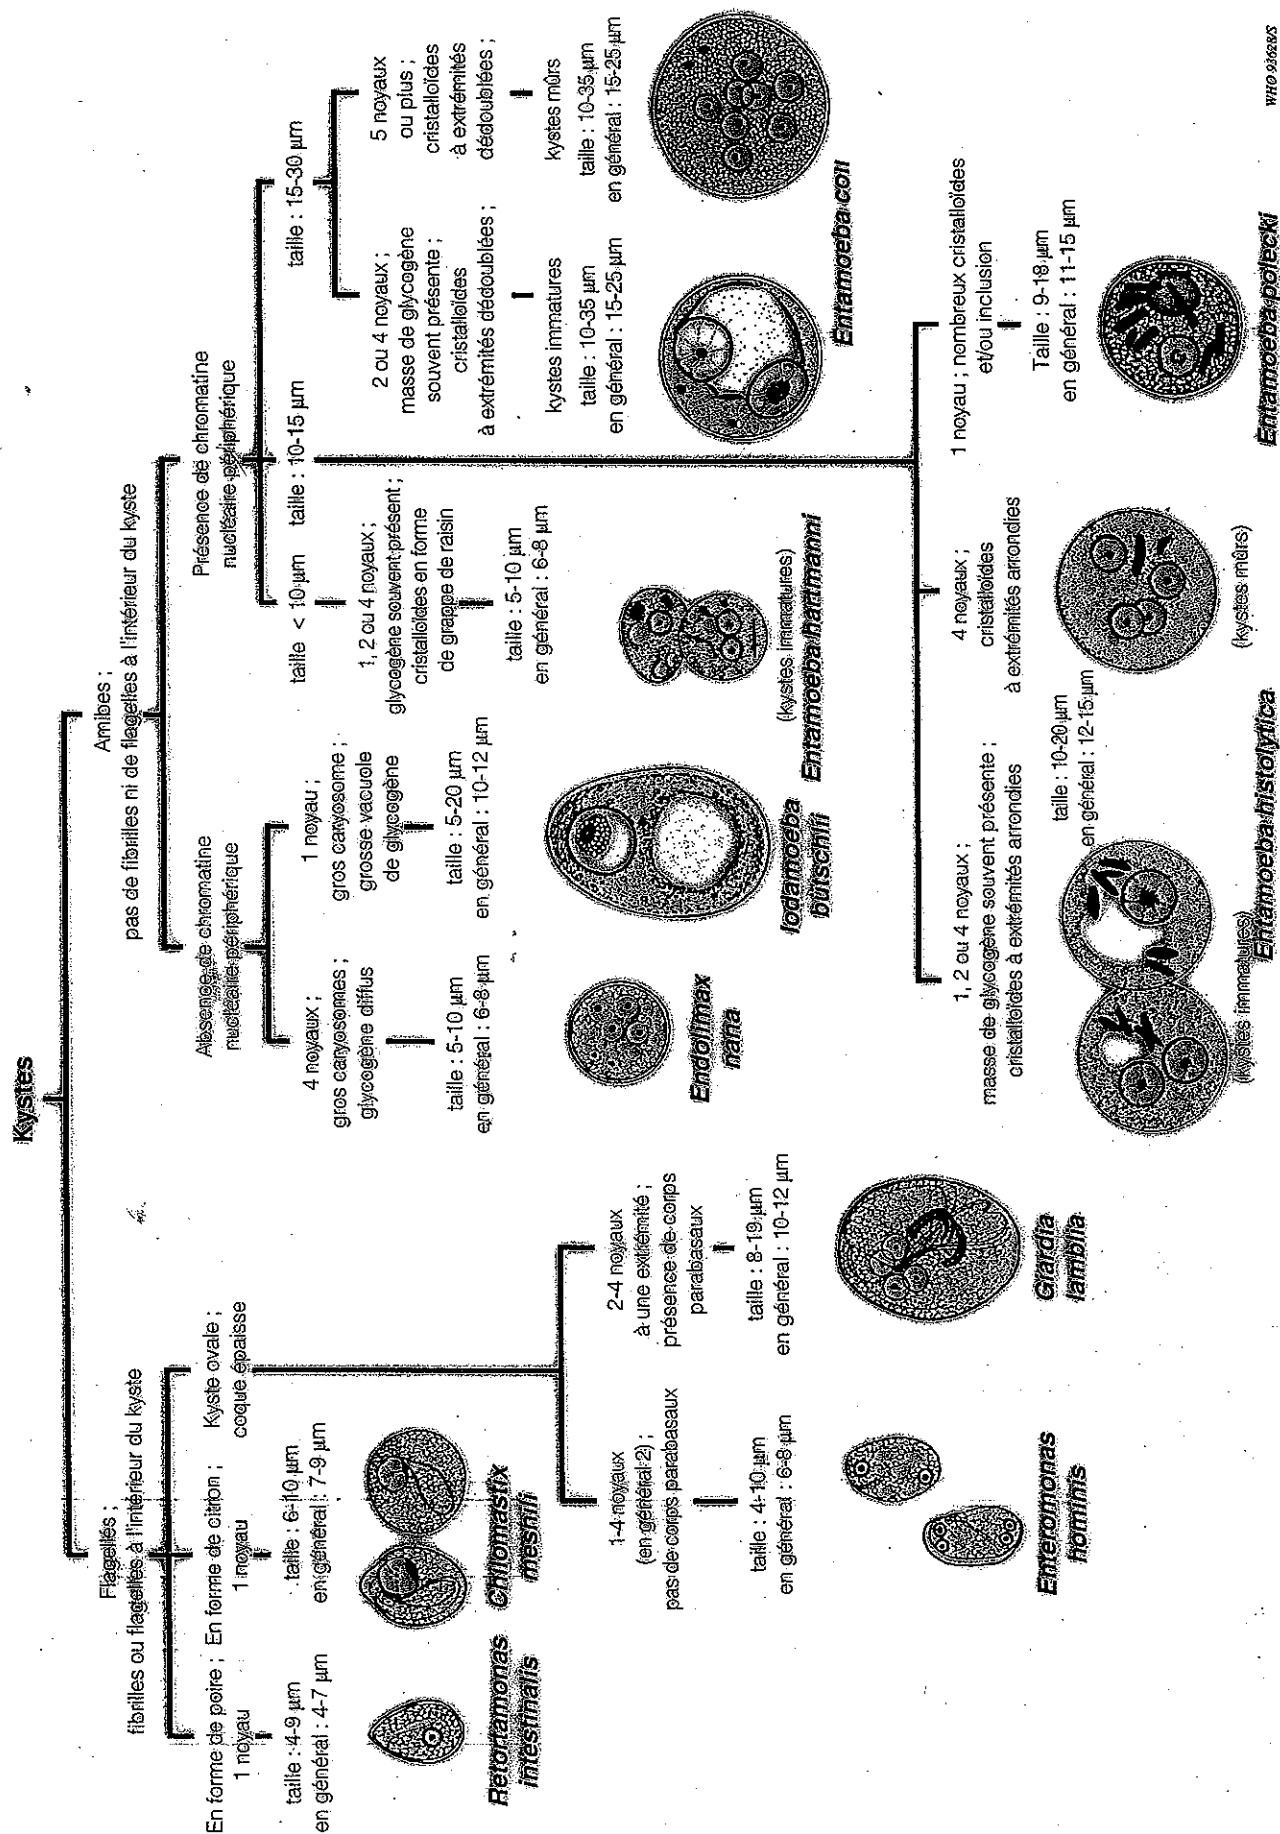 Kystes
Flagellés ;
fibrilles ou flagelles à l'intérieur du kyste
Amibes ;
pas de fibrilles ni de flagelles à l'intérieur du kyste
En forme de poire ;
1 noyau
taille : 4-9 µm
en général : 4-7 µm
Retortamonas
intestinalis
En forme de citron ;
1 noyau
taille : 6-10 µm
en général : 7-9 µm
Chilomastix
mesnili
Kyste ovale ;
coque épaisse
1-4 noyaux
(en général 2) ;
pas de corps parabasaux
taille : 4-10 µm
en général : 6-8 µm
Enteromonas
hominis
2-4 noyaux
à une extrémité ;
présence de corps
parabasaux
taille : 8-19 µm
en général : 10-12 µm
Giardia
lamblia
Absence de chromatine
nucléaire périphérique
4 noyaux ;
gros caryosomes ;
glycogène diffus
taille : 5-10 µm
en général : 6-8 µm
Endolimax
nana
1 noyau ;
gros caryosome ;
grosse vacuole
de glycogène
taille : 5-20 µm
en général : 10-12 µm
Iodamoeba
bütschlii
Présence de chromatine
nucléaire périphérique
taille < 10 µm
1, 2 ou 4 noyaux ;
glycogène souvent présent ;
cristalloïdes en forme
de grappe de raisin
taille : 5-10 µm
en général : 6-8 µm
(kystes immatures)
Entamoeba hartmanni
taille : 10-15 µm
1, 2 ou 4 noyaux ;
masse de glycogène souvent présente ;
cristalloïdes à extrémités arrondies
(kystes immatures)
taille : 10-20 µm
en général : 12-15 µm
4 noyaux ;
cristalloïdes
à extrémités arrondies
(kystes mûrs)
Entamoeba histolytica
1 noyau ; nombreux cristalloïdes
et/ou inclusion
Taille : 9-18 µm
en général : 11-15 µm
Entamoeba polecki
taille : 15-30 µm
2 ou 4 noyaux ;
masse de glycogène
souvent présente ;
cristalloïdes
à extrémités dédoublées ;
kystes immatures
taille : 10-35 µm
en général : 15-25 µm
5 noyaux
ou plus ;
cristalloïdes
à extrémités
dédoublées ;
kystes mûrs
taille : 10-35 µm
en général : 15-25 µm
Entamoeba coli